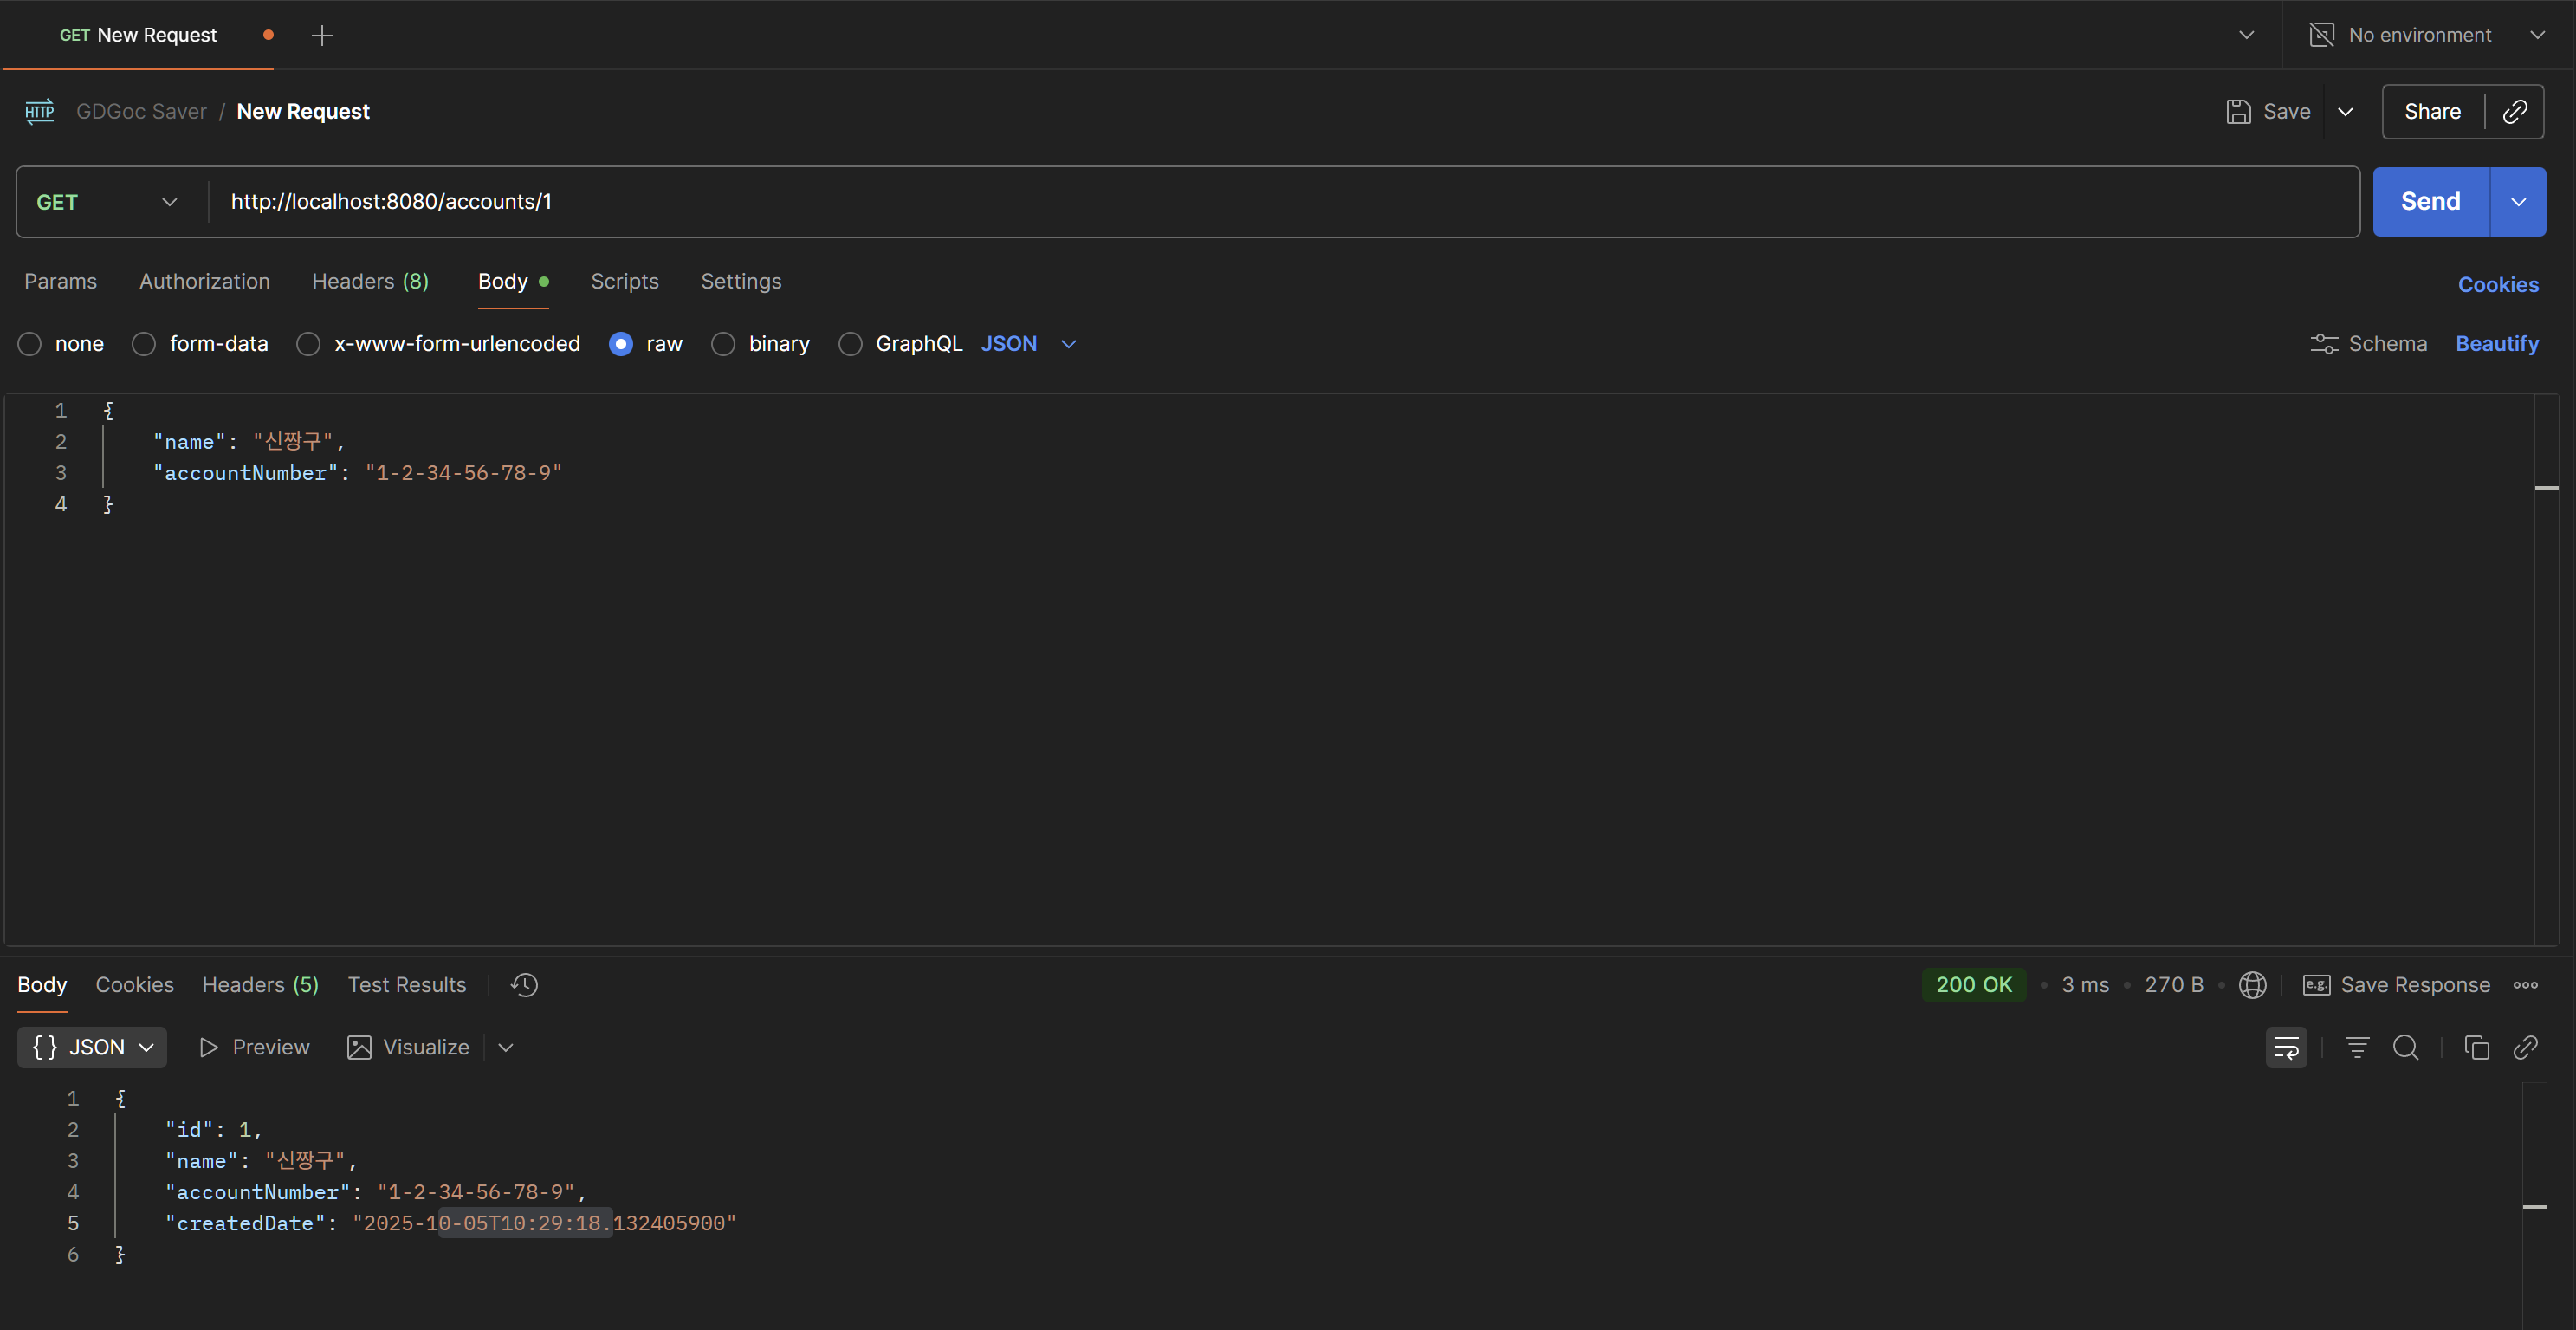 GET New Request
No environment
HTTP GDGoc Saver / New Request
Save
Share
GET http://localhost:8080/accounts/1
Send
Params Authorization Headers (8) Body Scripts Settings
Cookies
none form-data x-www-form-urlencoded raw binary GraphQL JSON
Schema Beautify
1 {
2 "name": "신짱구",
3 "accountNumber": "1-2-34-56-78-9"
4 }
Body Cookies Headers (5) Test Results
200 OK • 3 ms • 270 B •
e.g. Save Response
{} JSON Preview Visualize
1 {
2 "id": 1,
3 "name": "신짱구",
4 "accountNumber": "1-2-34-56-78-9",
5 "createdDate": "2025-10-05T10:29:18.132405900"
6 }